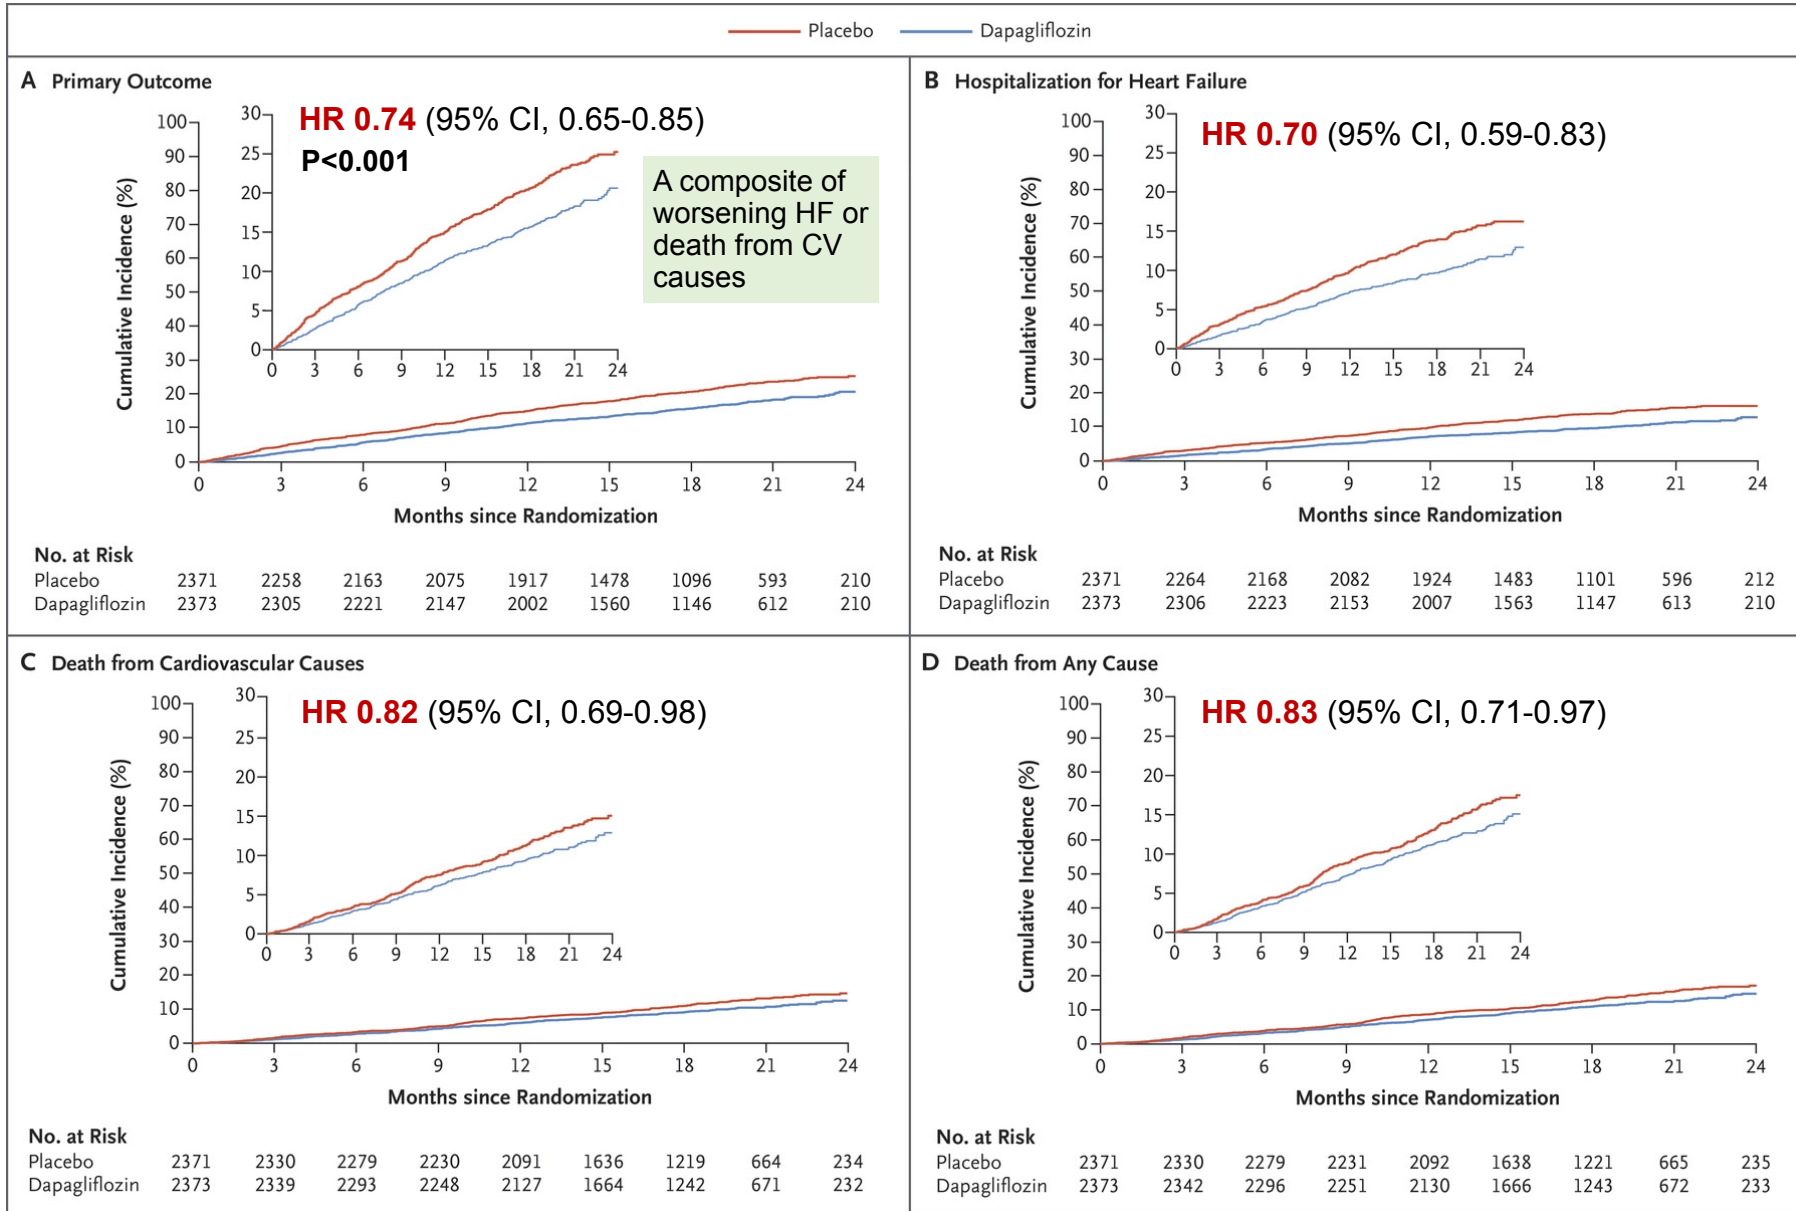 Placebo Dapagliflozin
A Primary Outcome
HR 0.74 (95% CI, 0.65-0.85)
P<0.001
A composite of
worsening HF or
death from CV
causes
Cumulative Incidence (%)
100
90
80
70
60
50
40
30
20
10
0
30
25
20
15
10
5
0
0 3 6 9 12 15 18 21 24
0 3 6 9 12 15 18 21 24
Months since Randomization
No. at Risk
Placebo 2371 2258 2163 2075 1917 1478 1096 593 210
Dapagliflozin 2373 2305 2221 2147 2002 1560 1146 612 210
B Hospitalization for Heart Failure
HR 0.70 (95% CI, 0.59-0.83)
Cumulative Incidence (%)
100
90
80
70
60
50
40
30
20
10
0
30
25
20
15
10
5
0
0 3 6 9 12 15 18 21 24
0 3 6 9 12 15 18 21 24
Months since Randomization
No. at Risk
Placebo 2371 2264 2168 2082 1924 1483 1101 596 212
Dapagliflozin 2373 2306 2223 2153 2007 1563 1147 613 210
C Death from Cardiovascular Causes
HR 0.82 (95% CI, 0.69-0.98)
Cumulative Incidence (%)
100
90
80
70
60
50
40
30
20
10
0
30
25
20
15
10
5
0
0 3 6 9 12 15 18 21 24
0 3 6 9 12 15 18 21 24
Months since Randomization
No. at Risk
Placebo 2371 2330 2279 2230 2091 1636 1219 664 234
Dapagliflozin 2373 2339 2293 2248 2127 1664 1242 671 232
D Death from Any Cause
HR 0.83 (95% CI, 0.71-0.97)
Cumulative Incidence (%)
100
90
80
70
60
50
40
30
20
10
0
30
25
20
15
10
5
0
0 3 6 9 12 15 18 21 24
0 3 6 9 12 15 18 21 24
Months since Randomization
No. at Risk
Placebo 2371 2330 2279 2231 2092 1638 1221 665 235
Dapagliflozin 2373 2342 2296 2251 2130 1666 1243 672 233